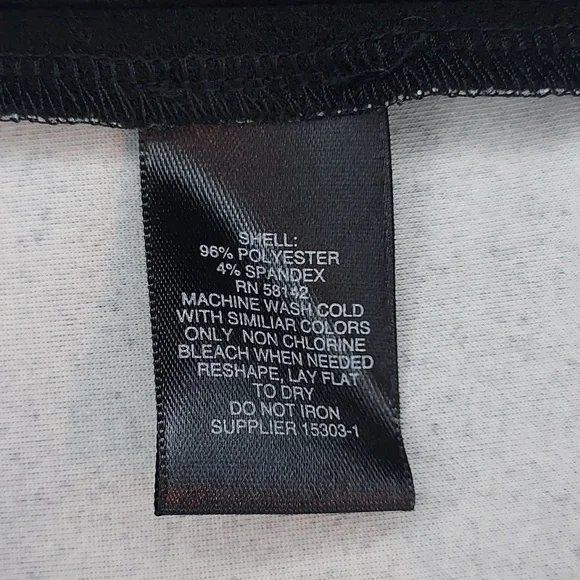 SHELL:
96% POLYESTER
4% SPANDEX
RN 58142
MACHINE WASH COLD
WITH SIMILIAR COLORS
ONLY NON CHLORINE
BLEACH WHEN NEEDED
RESHAPE, LAY FLAT
TO DRY
DO NOT IRON
SUPPLIER 15303-1